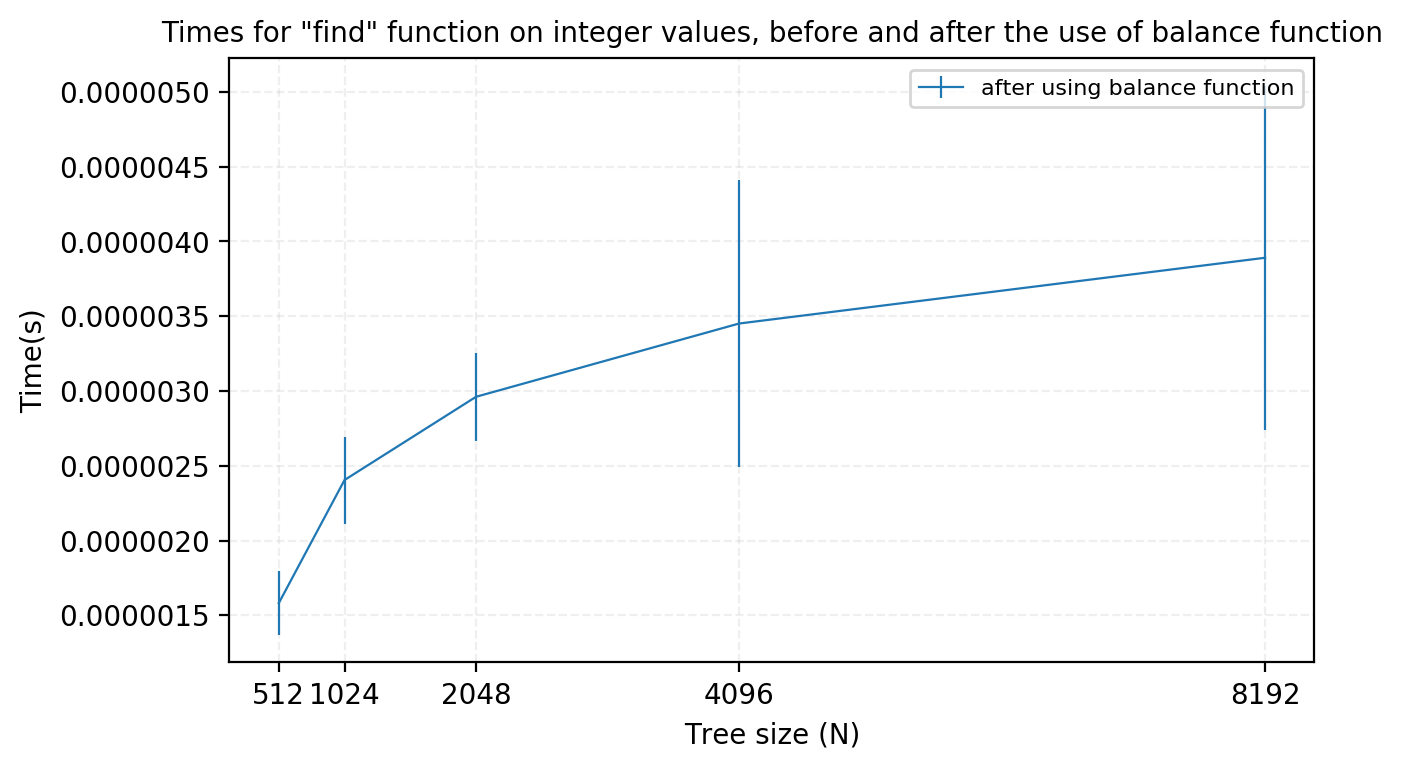 Times for "find" function on integer values, before and after the use of balance function
after using balance function
0.0000050
0.0000045
0.0000040
0.0000035
0.0000030
0.0000025
0.0000020
0.0000015
Time(s)
512 1024 2048 4096 8192
Tree size (N)